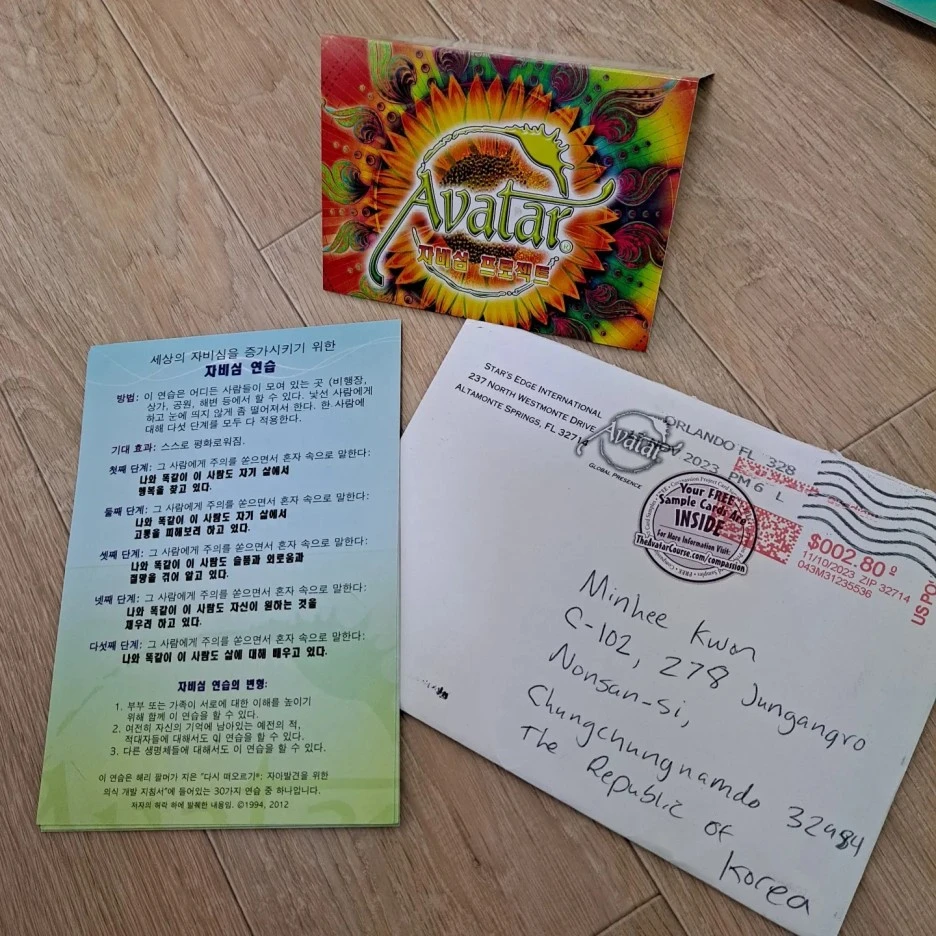 Avatar®
자비심 프로젝트
세상의 자비심을 증가시키기 위한
자비심 연습
방법: 이 연습은 어디든 사람들이 모여 있는 곳 (비행장,
상가, 공원, 해변 등에서 할 수 있다. 낯선 사람에게
하고 눈에 띄지 않게 좀 떨어져서 한다. 한 사람에
대해 다섯 단계를 모두 다 적용한다.
기대 효과: 스스로 평화로워짐.
첫째 단계: 그 사람에게 주의를 쏟으면서 혼자 속으로 말한다:
나와 똑같이 이 사람도 자기 삶에서
행복을 찾고 있다.
둘째 단계: 그 사람에게 주의를 쏟으면서 혼자 속으로 말한다:
나와 똑같이 이 사람도 자기 삶에서
고통을 피해보려 하고 있다.
셋째 단계: 그 사람에게 주의를 쏟으면서 혼자 속으로 말한다:
나와 똑같이 이 사람도 슬픔과 외로움과
절망을 겪어 알고 있다.
넷째 단계: 그 사람에게 주의를 쏟으면서 혼자 속으로 말한다:
나와 똑같이 이 사람도 자신이 원하는 것을
채우려 하고 있다.
다섯째 단계: 그 사람에게 주의를 쏟으면서 혼자 속으로 말한다:
나와 똑같이 이 사람도 삶에 대해 배우고 있다.
자비심 연습의 변형:
1. 부부 또는 가족이 서로에 대한 이해를 높이기
위해 함께 이 연습을 할 수 있다.
2. 여전히 자신의 기억에 남아있는 예전의 적,
적대자들에 대해서도 이 연습을 할 수 있다.
3. 다른 생명체들에 대해서도 이 연습을 할 수 있다.
이 연습은 해리 팔머가 지은 "다시 떠오르기®: 자아발견을 위한
의식 개발 지침서"에 들어있는 30가지 연습 중 하나입니다.
저자의 허락 하에 발췌한 내용임. ©1994, 2012
STAR'S EDGE INTERNATIONAL
237 NORTH WESTMONTE DRIVE
ALTAMONTE SPRINGS, FL 32714
Avatar
GLOBAL PRESENCE
ORLANDO FL 328
NOV 2023 PM 6 L
Your FREE
Sample Cards Are
INSIDE
For More Information Visit:
TheAvatarCourse.com/compassion
$002.80⁰
11/10/2023 ZIP 32714
043M31235536
US PO
Minhee Kwon
C-102, 278 Jungangro
Nonsan-si,
Chungchungnamdo 32984
The Republic of
Korea